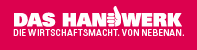 DAS HANDWERK
DIE WIRTSCHAFTSMACHT. VON NEBENAN.